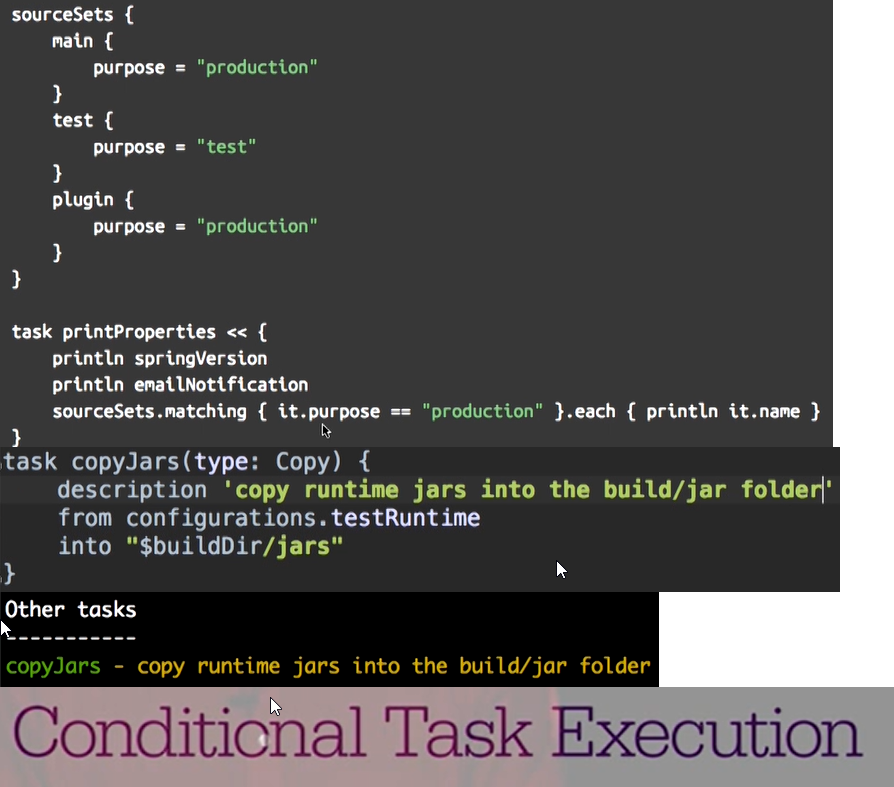 sourceSets {
    main {
        purpose = "production"
    }
    test {
        purpose = "test"
    }
    plugin {
        purpose = "production"
    }
}

task printProperties << {
    println springVersion
    println emailNotification
    sourceSets.matching { it.purpose == "production" }.each { println it.name }
}
task copyJars(type: Copy) {
    description 'copy runtime jars into the build/jar folder'
    from configurations.testRuntime
    into "$buildDir/jars"
}
Other tasks
-----------
copyJars - copy runtime jars into the build/jar folder
Conditional Task Execution